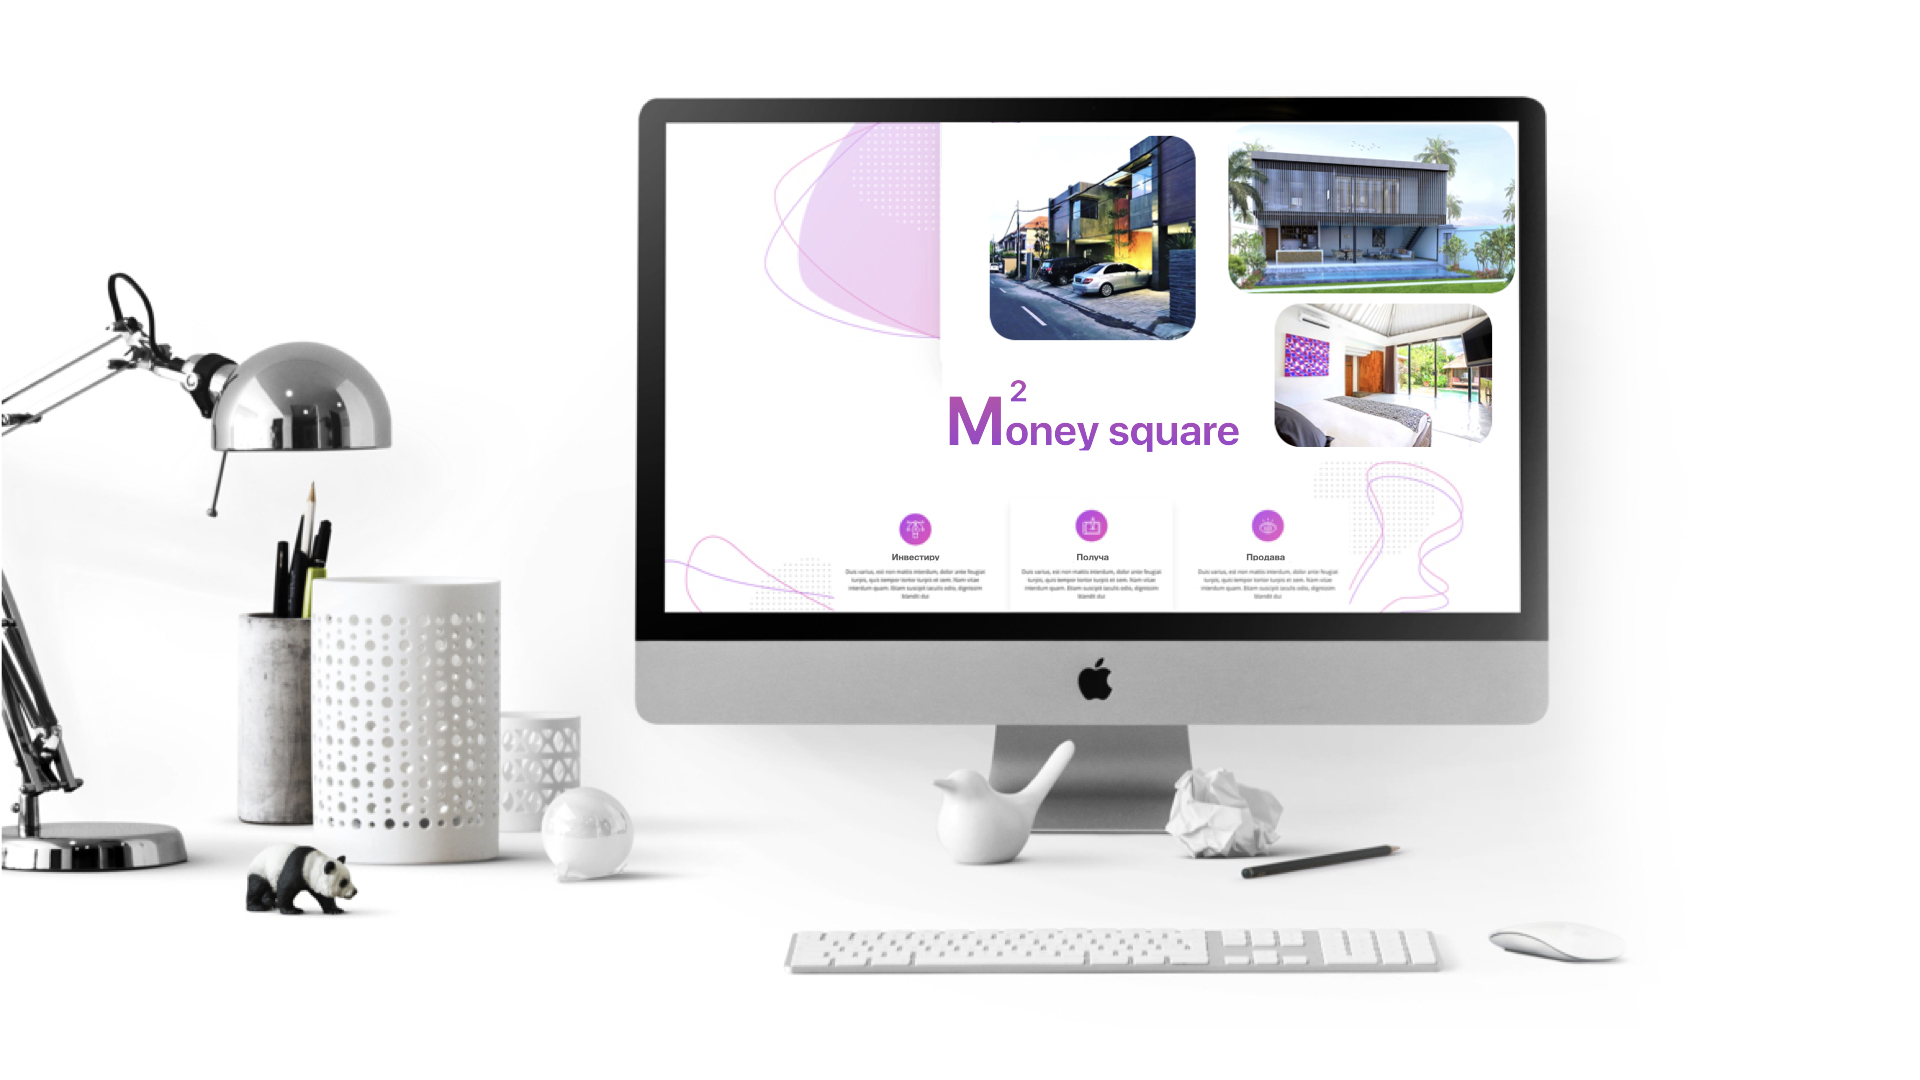 M² oney square
Инвестиру
Получа
Продава
Duis varius, est non mattis interdum, dolor ante feugiat
turpis, quis tempor tortor turpis et sem. Nam vitae
interdum quam. Etiam suscipit iaculis odio, dignissim
blandit dui
Duis varius, est non mattis interdum, dolor ante feugiat
turpis, quis tempor tortor turpis et sem. Nam vitae
interdum quam. Etiam suscipit iaculis odio, dignissim
blandit dui
Duis varius, est non mattis interdum, dolor ante feugiat
turpis, quis tempor tortor turpis et sem. Nam vitae
interdum quam. Etiam suscipit iaculis odio, dignissim
blandit dui